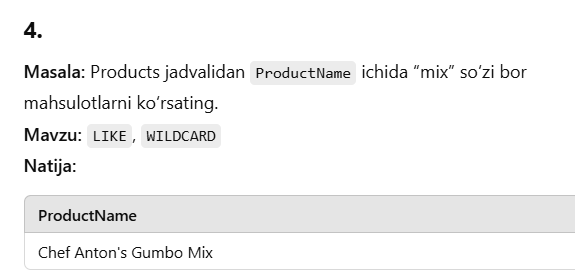 4.
Masala: Products jadvalidan ProductName ichida “mix” so‘zi bor
mahsulotlarni ko‘rsating.
Mavzu: LIKE, WILDCARD
Natija:
ProductName
Chef Anton's Gumbo Mix